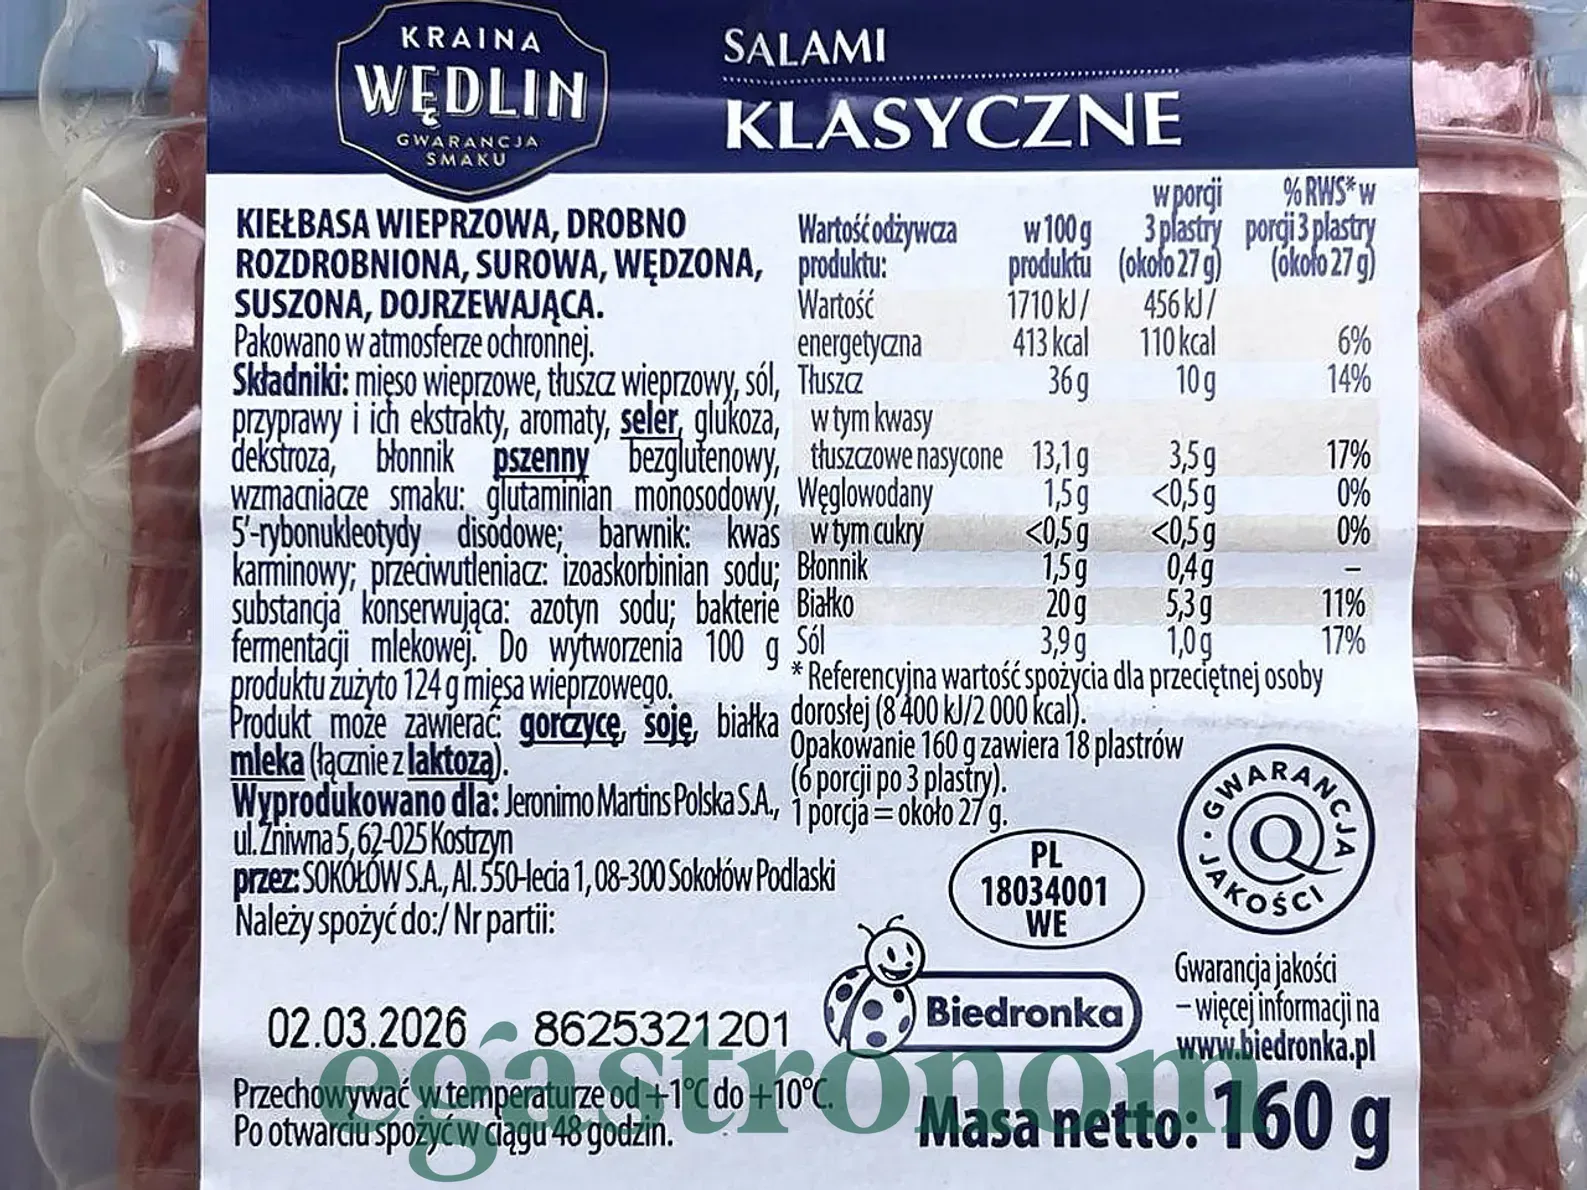 KRAINA
WĘDLIN
GWARANCJA
SMAKU
SALAMI
KLASYCZNE
KIEŁBASA WIEPRZOWA, DROBNO
ROZDROBNIONA, SUROWA, WĘDZONA,
SUSZONA, DOJRZEWAJĄCA.
Pakowano w atmosferze ochronnej.
Składniki: mięso wieprzowe, tłuszcz wieprzowy, sól,
przyprawy i ich ekstrakty, aromaty, seler, glukoza,
dekstroza, błonnik pszenny bezglutenowy,
wzmacniacze smaku: glutaminian monosodowy,
5'-rybonukleotydy disodowe; barwnik: kwas
karminowy; przeciwutleniacz: izoaskorbinian sodu;
substancja konserwująca: azotyn sodu; bakterie
fermentacji mlekowej. Do wytworzenia 100 g
produktu zużyto 124 g mięsa wieprzowego.
Produkt może zawierać: gorczycę, soję, białka
mleka (łącznie z laktozą).
Wyprodukowano dla: Jeronimo Martins Polska S.A.,
ul. Żniwna 5, 62-025 Kostrzyn
przez: SOKOŁÓW S.A., Al. 550-lecia 1, 08-300 Sokołów Podlaski
Należy spożyć do:/ Nr partii:
02.03.2026 8625321201
Przechowywać w temperaturze od +1°C do +10°C.
Po otwarciu spożyć w ciągu 48 godzin.
w porcji % RWS* w
Wartość odżywcza w 100 g 3 plastry porcji 3 plastry
produktu: produktu (około 27 g) (około 27 g)
Wartość 1710 kJ / 456 kJ /
energetyczna 413 kcal 110 kcal 6%
Tłuszcz 36 g 10 g 14%
w tym kwasy
tłuszczowe nasycone 13,1 g 3,5 g 17%
Węglowodany 1,5 g <0,5 g 0%
w tym cukry <0,5 g <0,5 g 0%
Błonnik 1,5 g 0,4 g –
Białko 20 g 5,3 g 11%
Sól 3,9 g 1,0 g 17%
* Referencyjna wartość spożycia dla przeciętnej osoby
dorosłej (8 400 kJ/2 000 kcal).
Opakowanie 160 g zawiera 18 plastrów
(6 porcji po 3 plastry).
1 porcja = około 27 g.
PL
18034001
WE
GWARANCJA
Q
JAKOŚCI
Biedronka
Gwarancja jakości
– więcej informacji na
www.biedronka.pl
Masa netto: 160 g
egastronom